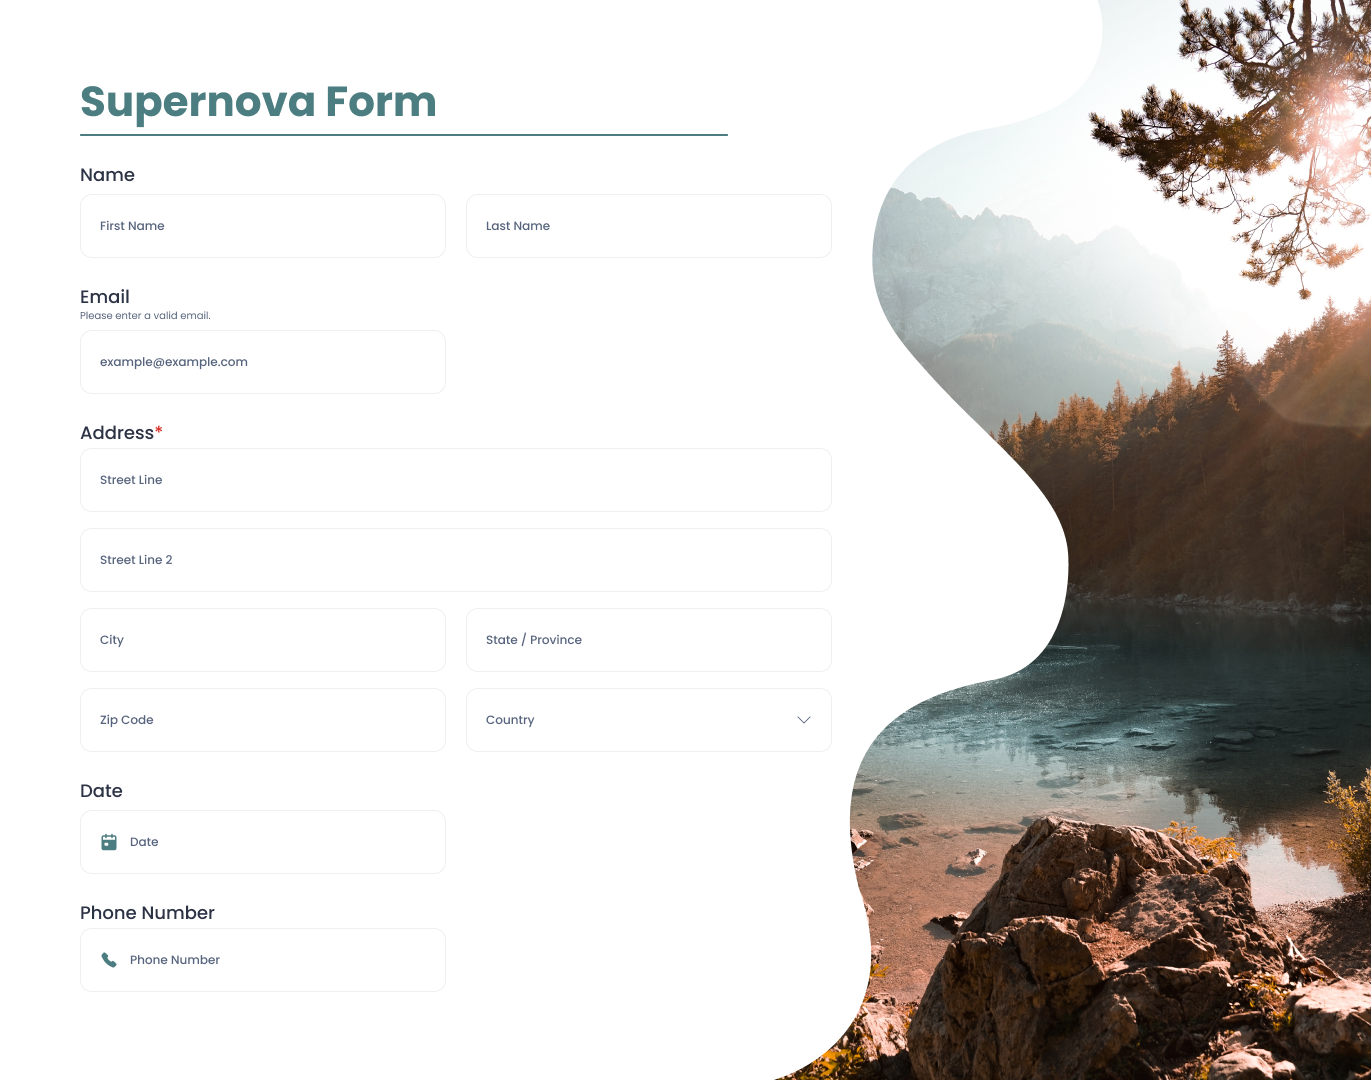 Supernova Form
Name
First Name
Last Name
Email
Please enter a valid email.
example@example.com
Address*
Street Line
Street Line 2
City
State / Province
Zip Code
Country
Date
Date
Phone Number
Phone Number